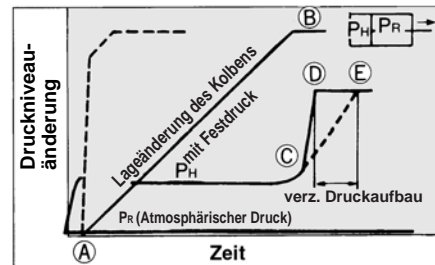 Druckniveau-
änderung
B
PH PR
Lageänderung des Kolbens
mit Festdruck
D
E
PH
C
verz. Druckaufbau
PR (Atmosphärischer Druck)
A
Zeit